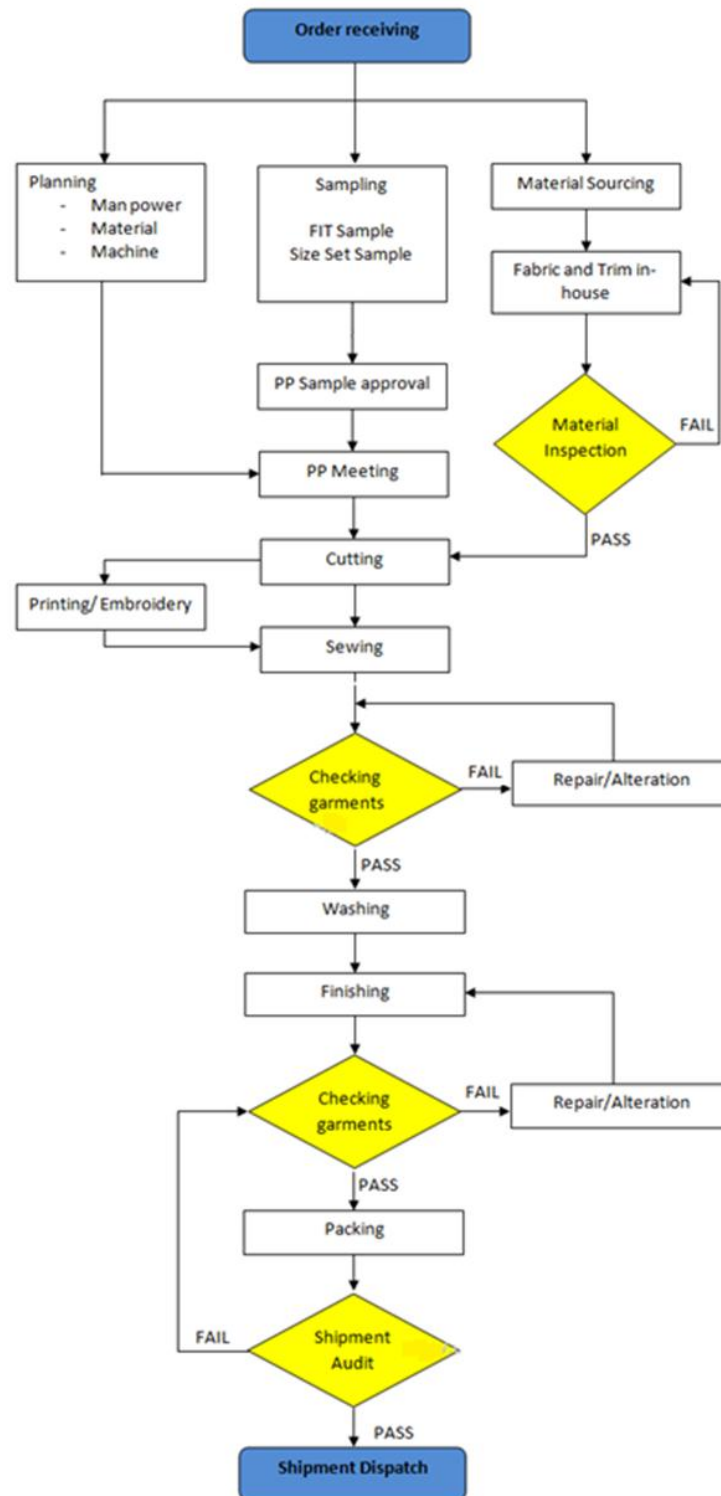 Order receiving
Planning
- Man power
- Material
- Machine
Sampling
FIT Sample
Size Set Sample
Material Sourcing
Fabric and Trim in-
house
PP Sample approval
Material
Inspection
FAIL
PP Meeting
PASS
Cutting
Printing/ Embroidery
Sewing
Checking
garments
FAIL
Repair/Alteration
PASS
Washing
Finishing
Checking
garments
FAIL
Repair/Alteration
PASS
Packing
FAIL
Shipment
Audit
PASS
Shipment Dispatch